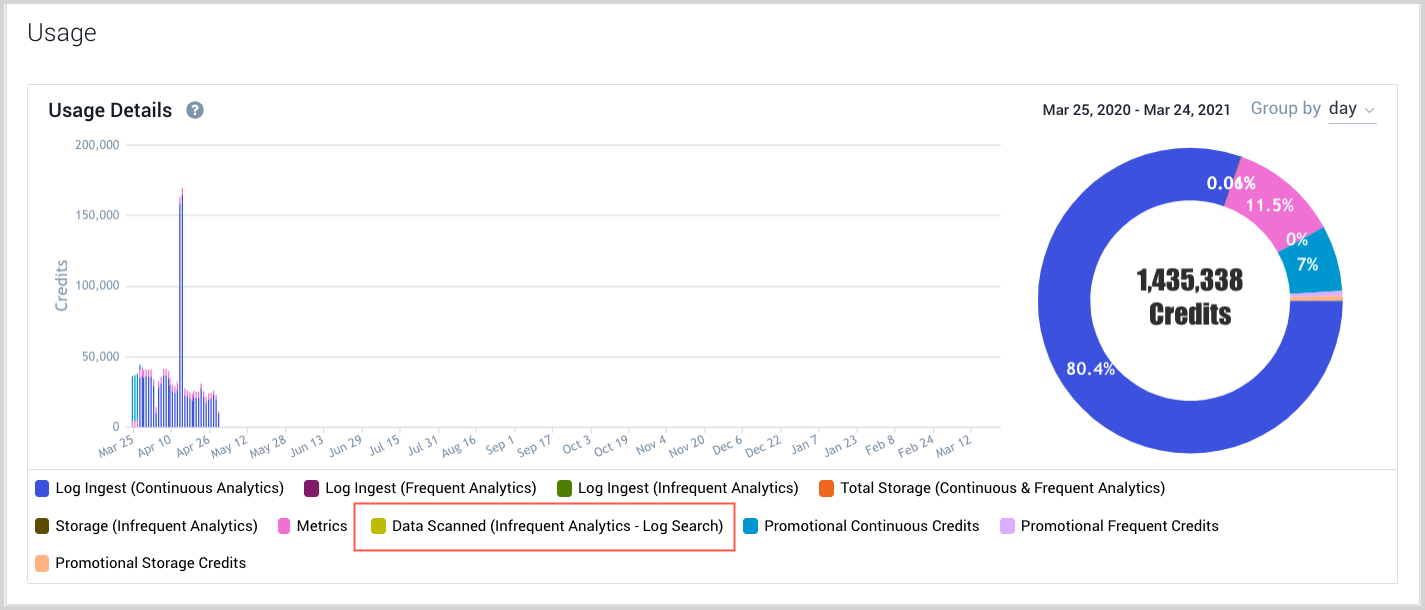 Usage
Usage Details ?
Mar 25, 2020 - Mar 24, 2021 Group by day
200,000
150,000
100,000
50,000
0
Credits
Mar 25 Apr 10 Apr 26 May 12 May 28 Jun 13 Jun 29 Jul 15 Jul 31 Aug 16 Sep 1 Sep 17 Oct 3 Oct 19 Nov 4 Nov 20 Dec 6 Dec 22 Jan 7 Jan 23 Feb 8 Feb 24 Mar 12
11.5%
0%
7%
1,435,338
Credits
80.4%
Log Ingest (Continuous Analytics) Log Ingest (Frequent Analytics) Log Ingest (Infrequent Analytics) Total Storage (Continuous & Frequent Analytics)
Storage (Infrequent Analytics) Metrics Data Scanned (Infrequent Analytics - Log Search) Promotional Continuous Credits Promotional Frequent Credits
Promotional Storage Credits